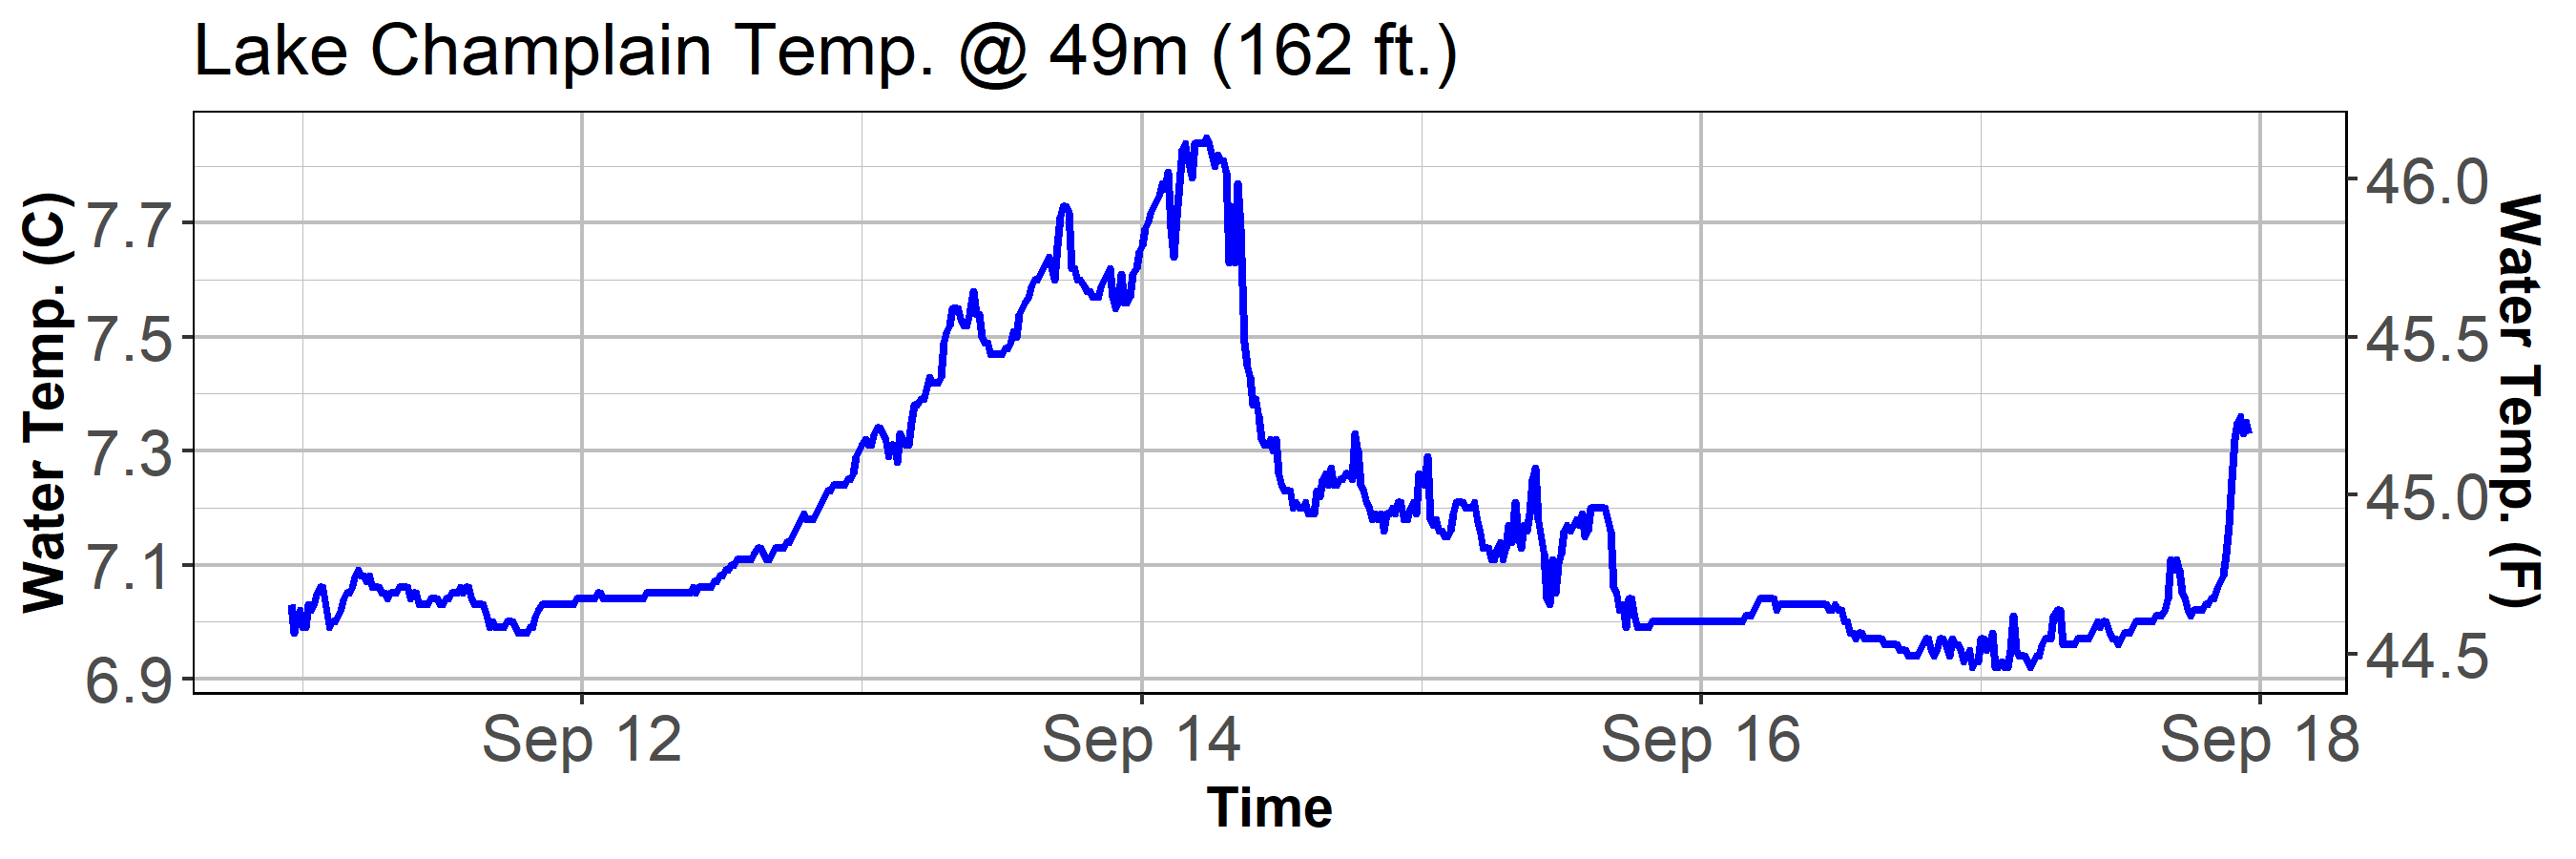 Lake Champlain Temp. @ 49m (162 ft.)
Water Temp. (C)
7.7
7.5
7.3
7.1
6.9
46.0
45.5
45.0
44.5
Water Temp. (F)
Sep 12 Sep 14 Sep 16 Sep 18
Time